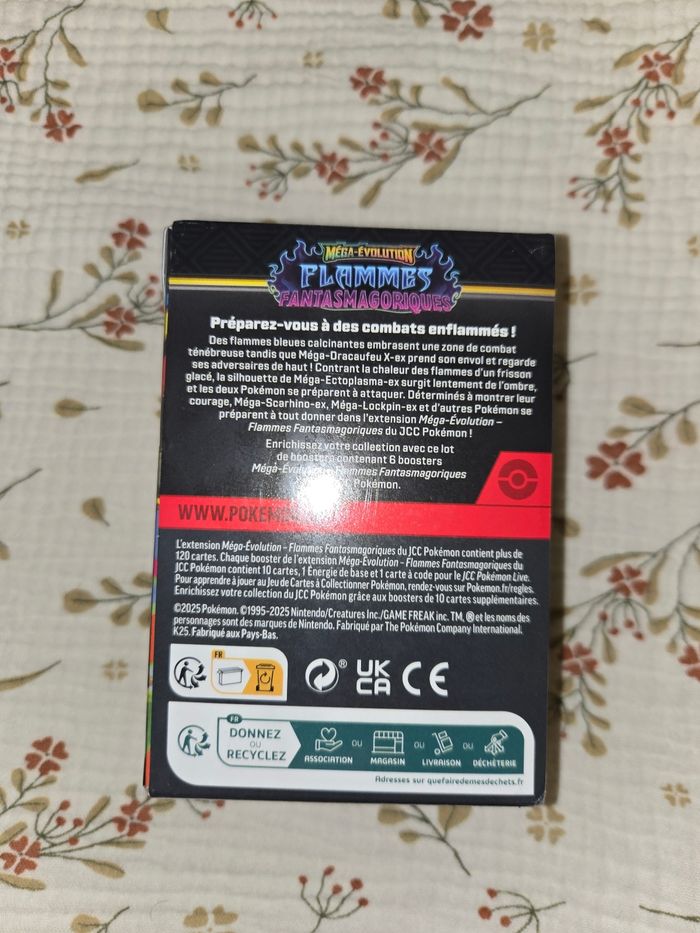 MÉGA-ÉVOLUTION
FLAMMES
FANTASMAGORIQUES
Préparez-vous à des combats enflammés !
Des flammes bleues calcinantes embrasent une zone de combat
ténébreuse tandis que Méga-Dracaufeu X-ex prend son envol et regarde
ses adversaires de haut ! Contrant la chaleur des flammes d'un frisson
glacé, la silhouette de Méga-Ectoplasma-ex surgit lentement de l'ombre,
et les deux Pokémon se préparent à attaquer. Déterminés à montrer leur
courage, Méga-Scarhino-ex, Méga-Lockpin-ex et d'autres Pokémon se
préparent à tout donner dans l'extension Méga-Évolution –
Flammes Fantasmagoriques du JCC Pokémon !
Enrichissez votre collection avec ce lot
de boosters contenant 6 boosters
Méga-Évolution – Flammes Fantasmagoriques
Pokémon.
WWW.POKEM
L'extension Méga-Évolution – Flammes Fantasmagoriques du JCC Pokémon contient plus de
120 cartes. Chaque booster de l'extension Méga-Évolution – Flammes Fantasmagoriques du
JCC Pokémon contient 10 cartes, 1 Énergie de base et 1 carte à code pour le JCC Pokémon Live.
Pour apprendre à jouer au Jeu de Cartes à Collectionner Pokémon, rendez-vous sur Pokemon.fr/regles.
Enrichissez votre collection du JCC Pokémon grâce aux boosters de 10 cartes supplémentaires.
©2025 Pokémon. ©1995-2025 Nintendo/Creatures Inc./GAME FREAK inc. TM, ® et les noms des
personnages sont des marques de Nintendo. Fabriqué par The Pokémon Company International.
K25. Fabriqué aux Pays-Bas.
FR
® UK
CA CE
FR
DONNEZ
OU
RECYCLEZ
ASSOCIATION OU MAGASIN OU LIVRAISON OU DÉCHÈTERIE
Adresses sur quefairedemesdechets.fr